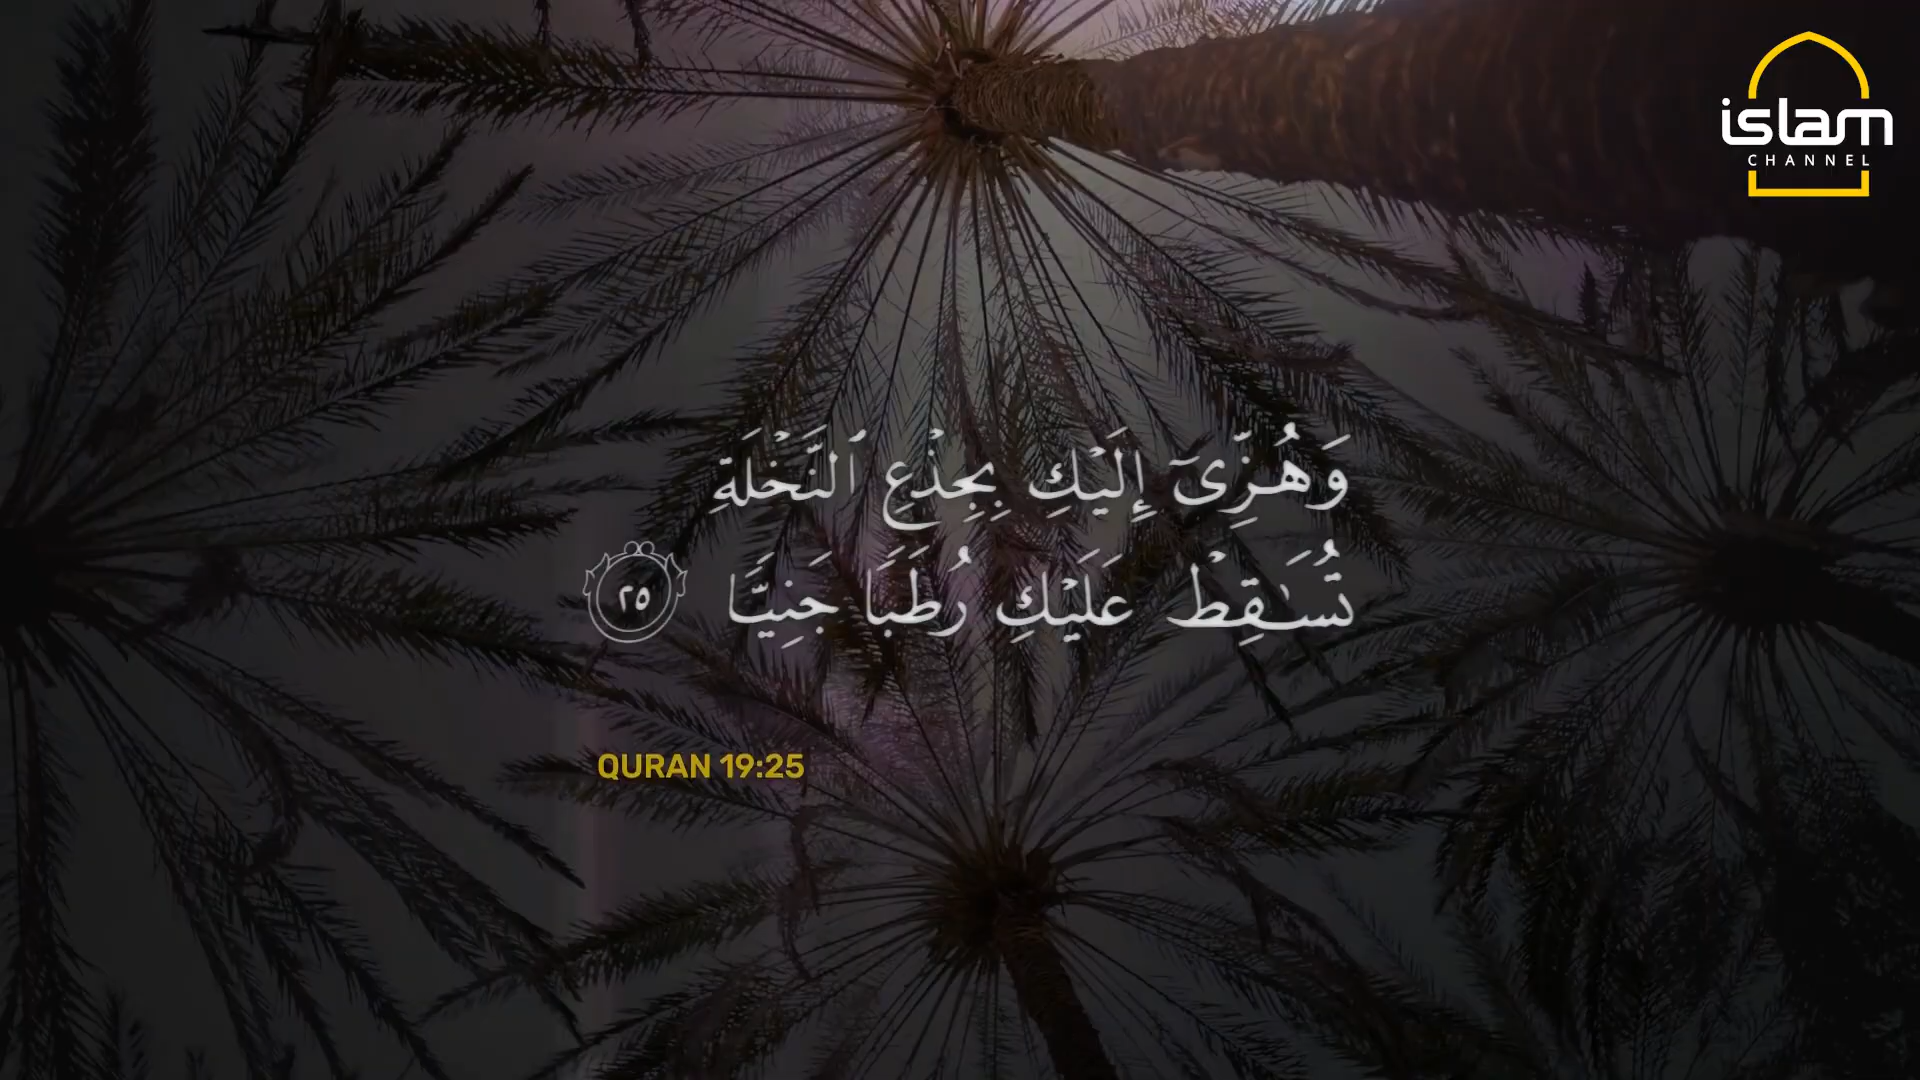 islam
CHANNEL
وَهُزِّىٓ إِلَيْكِ بِجِذْعِ ٱلنَّخْلَةِ
تُسَـٰقِطْ عَلَيْكِ رُطَبًا جَنِيًّا ٢٥
QURAN 19:25